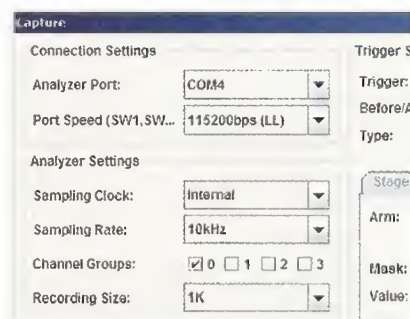 Capture
Connection Settings
Analyzer Port: COM4
Port Speed (SW1,SW... 115200bps (LL)
Analyzer Settings
Sampling Clock: Internal
Sampling Rate: 10kHz
Channel Groups: 0 1 2 3
Recording Size: 1K
Trigger S
Trigger:
Before/A
Type:
Stage
Arm:
Mask:
Value: